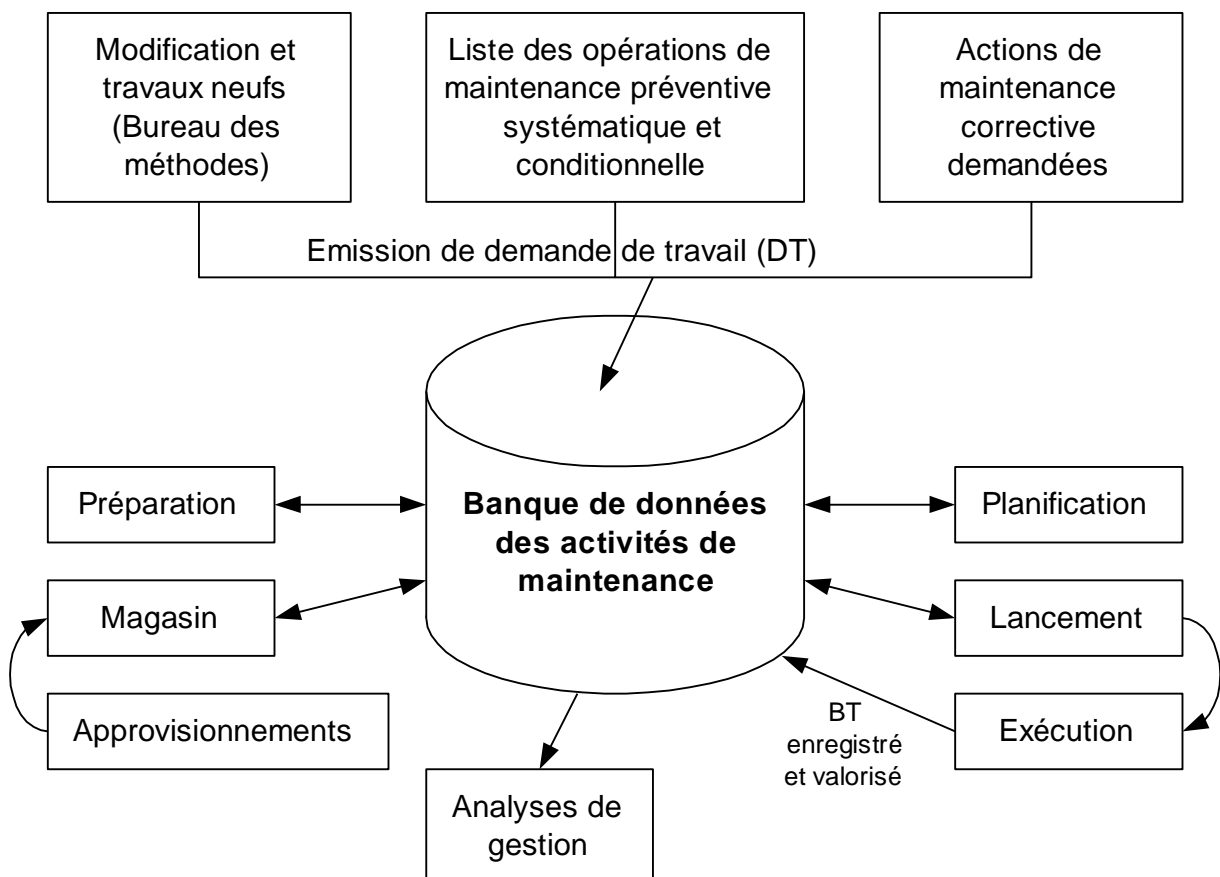 Modification et
travaux neufs
(Bureau des
méthodes)
Liste des opérations de
maintenance préventive
systématique et
conditionnelle
Actions de
maintenance
corrective
demandées
Emission de demande de travail (DT)
Banque de données
des activités de
maintenance
Préparation
Magasin
Approvisionnements
Planification
Lancement
Exécution
BT
enregistré
et valorisé
Analyses de
gestion